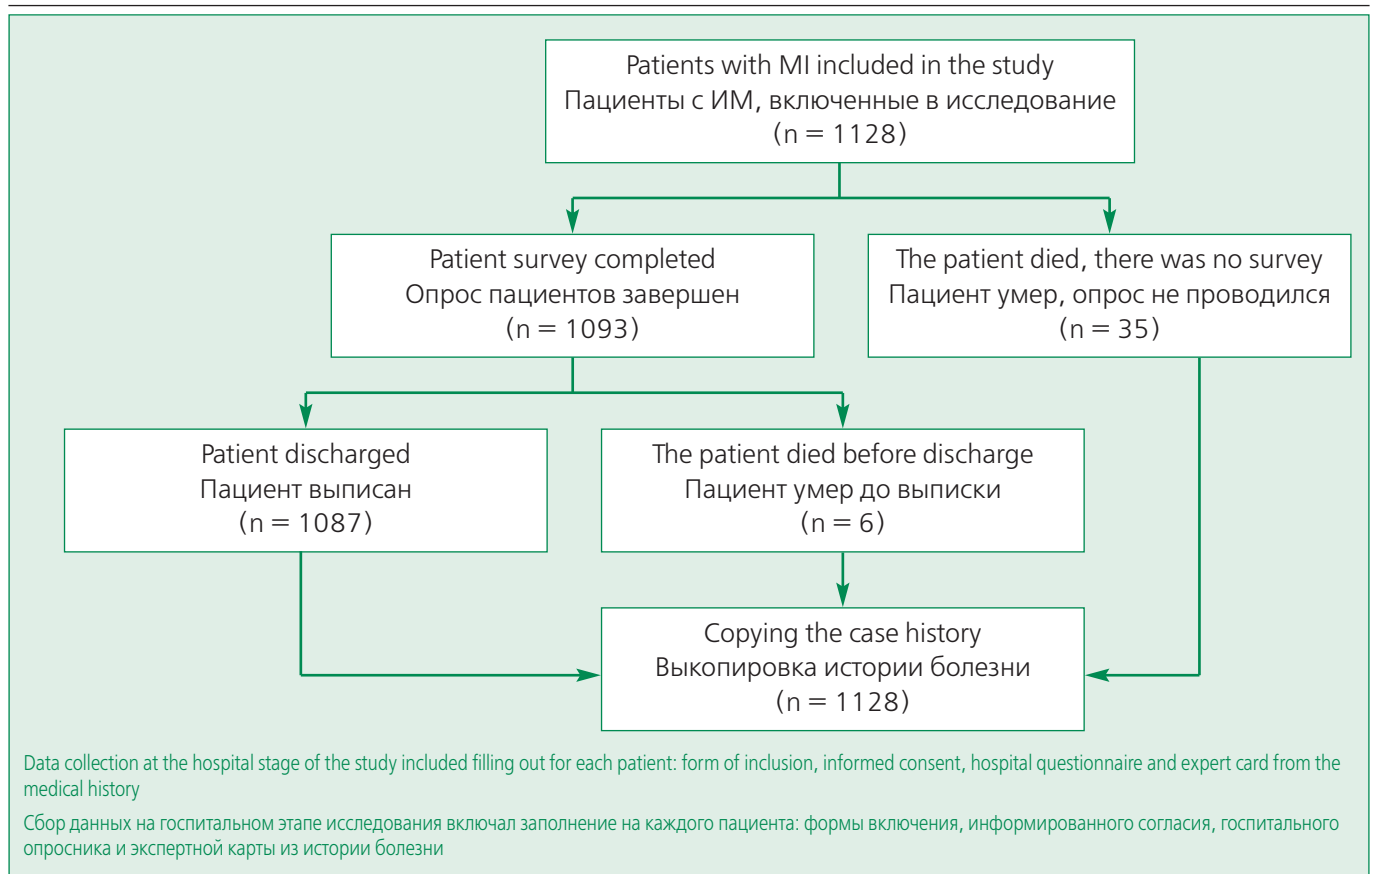 Patients with MI included in the study
Пациенты с ИМ, включенные в исследование
(n = 1128)
Patient survey completed
Опрос пациентов завершен
(n = 1093)
The patient died, there was no survey
Пациент умер, опрос не проводился
(n = 35)
Patient discharged
Пациент выписан
(n = 1087)
The patient died before discharge
Пациент умер до выписки
(n = 6)
Copying the case history
Выкопировка истории болезни
(n = 1128)
Data collection at the hospital stage of the study included filling out for each patient: form of inclusion, informed consent, hospital questionnaire and expert card from the
medical history
Сбор данных на госпитальном этапе исследования включал заполнение на каждого пациента: формы включения, информированного согласия, госпитального
опросника и экспертной карты из истории болезни